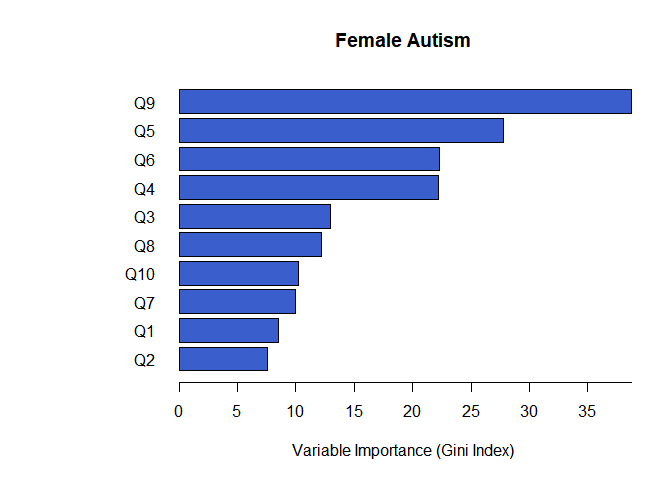 Female Autism
Q9
Q5
Q6
Q4
Q3
Q8
Q10
Q7
Q1
Q2
0 5 10 15 20 25 30 35
Variable Importance (Gini Index)